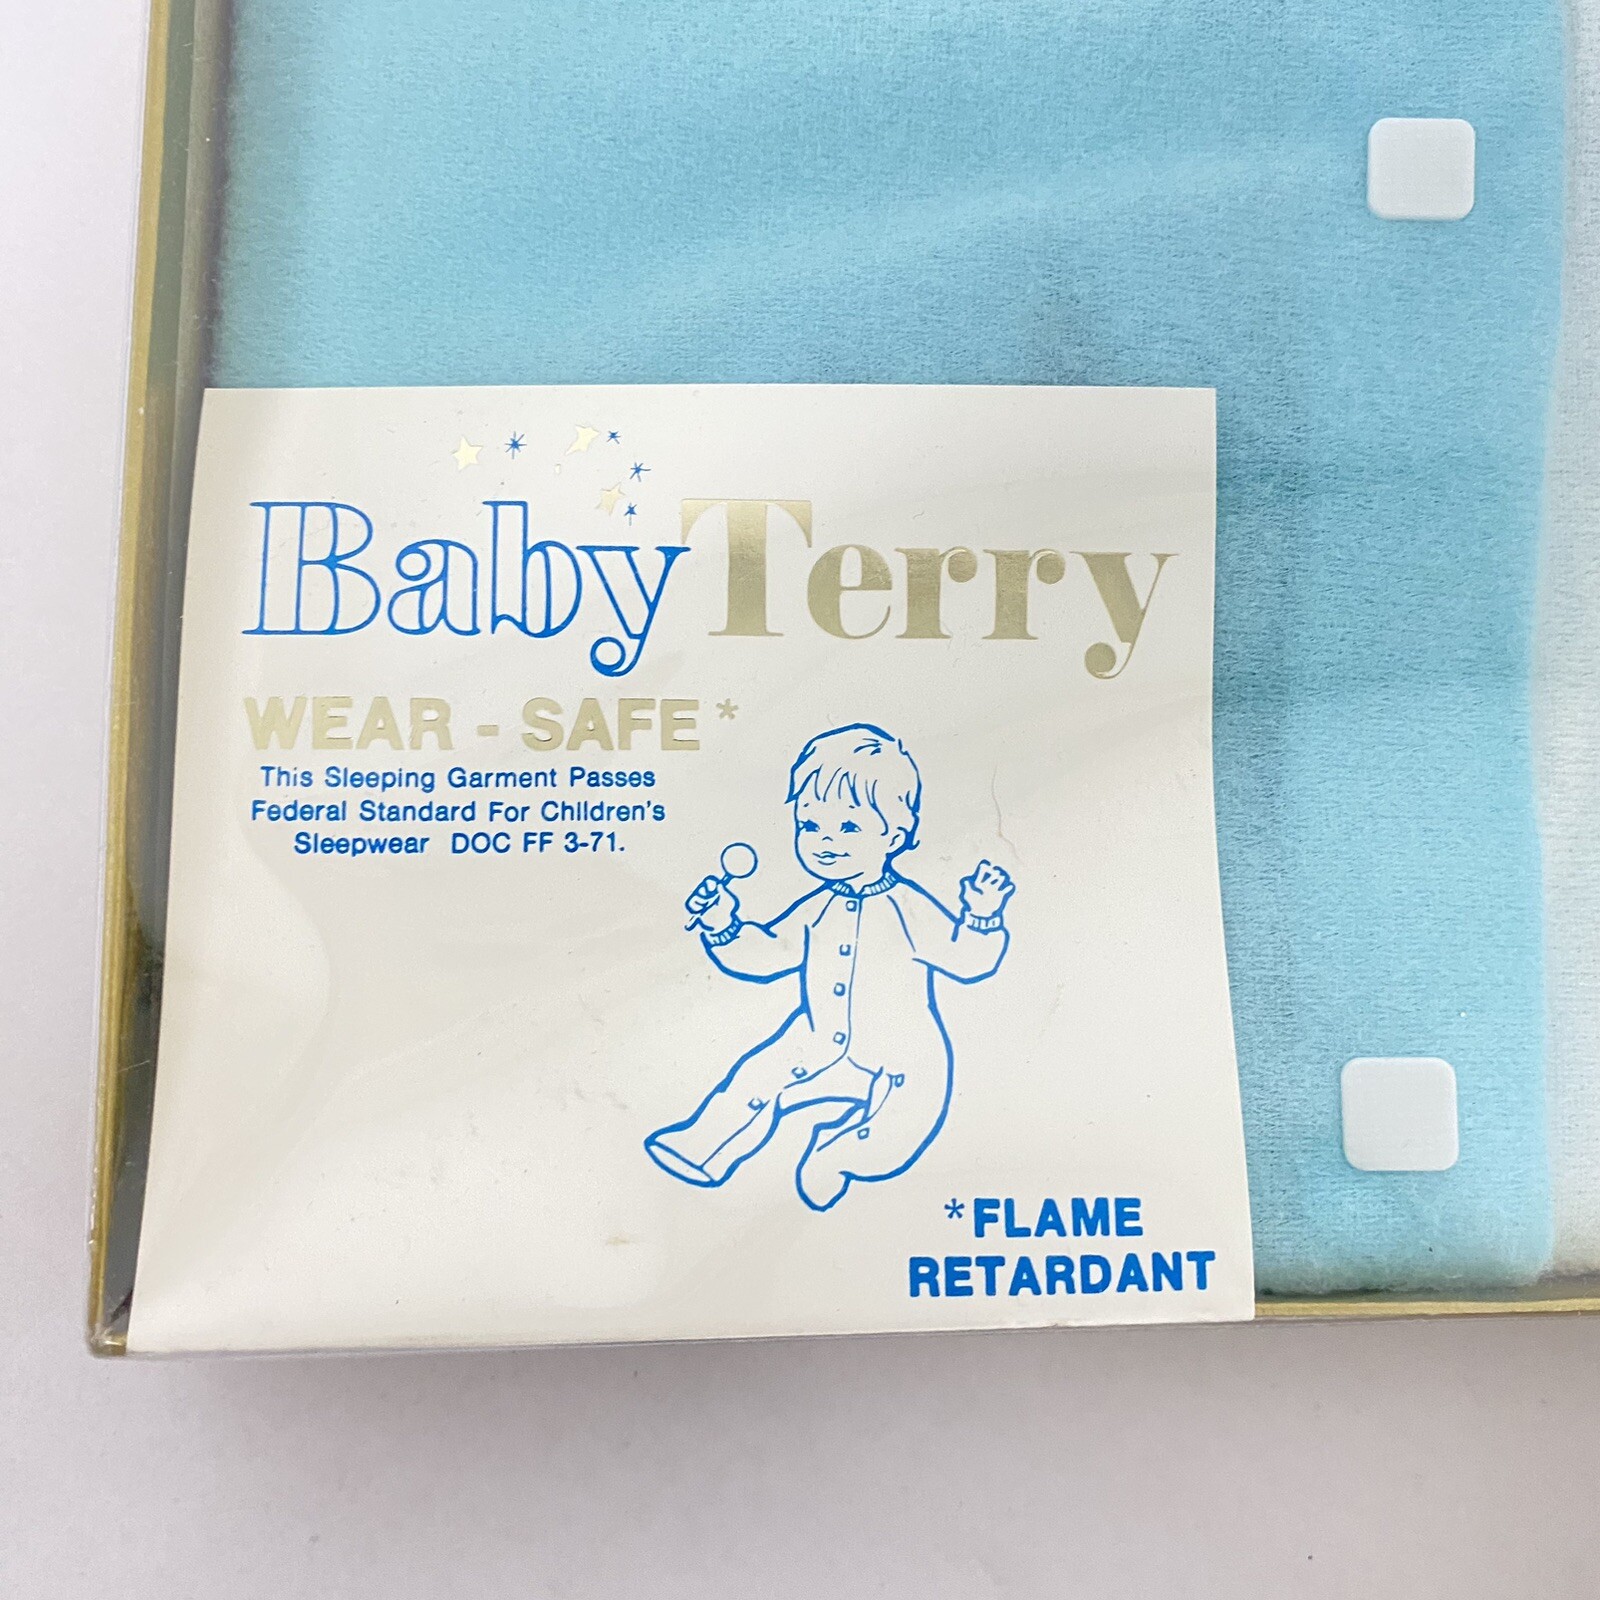 BabyTerry
WEAR - SAFE*
This Sleeping Garment Passes
Federal Standard For Children's
Sleepwear DOC FF 3-71.
*FLAME
RETARDANT